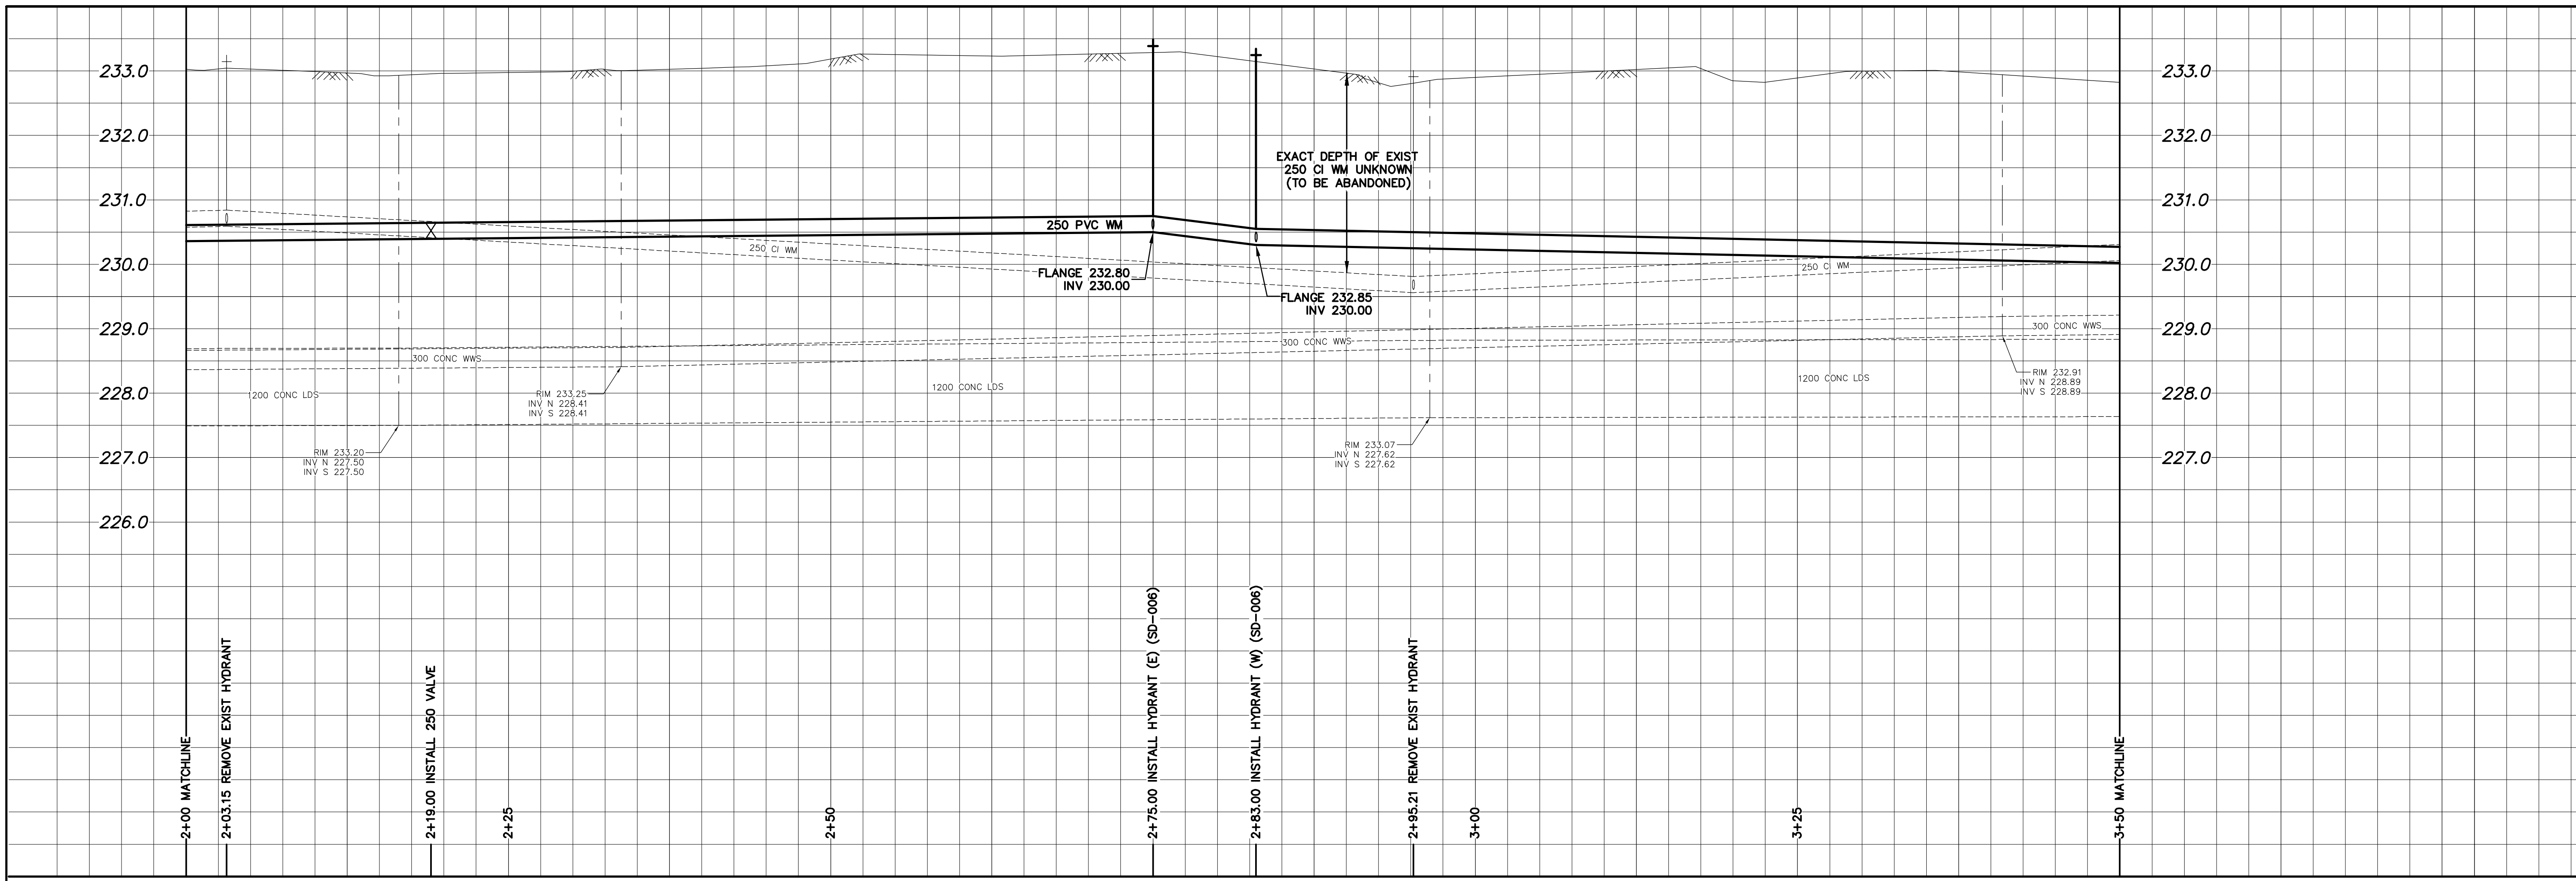 233.0
232.0
231.0
230.0
229.0
228.0
227.0
226.0
233.0
232.0
231.0
230.0
229.0
228.0
227.0
EXACT DEPTH OF EXIST
250 CI WM UNKNOWN
(TO BE ABANDONED)
250 PVC WM
250 CI WM
FLANGE 232.80
INV 230.00
FLANGE 232.85
INV 230.00
250 CI WM
300 CONC WWS
300 CONC WWS
300 CONC WWS
1200 CONC LDS
1200 CONC LDS
1200 CONC LDS
RIM 233.25
INV N 228.41
INV S 228.41
RIM 232.91
INV N 228.89
INV S 228.89
RIM 233.20
INV N 227.50
INV S 227.50
RIM 233.07
INV N 227.62
INV S 227.62
2+00 MATCHLINE
2+03.15 REMOVE EXIST HYDRANT
2+19.00 INSTALL 250 VALVE
2+25
2+50
2+75.00 INSTALL HYDRANT (E) (SD-006)
2+83.00 INSTALL HYDRANT (W) (SD-006)
2+95.21 REMOVE EXIST HYDRANT
3+00
3+25
3+50 MATCHLINE